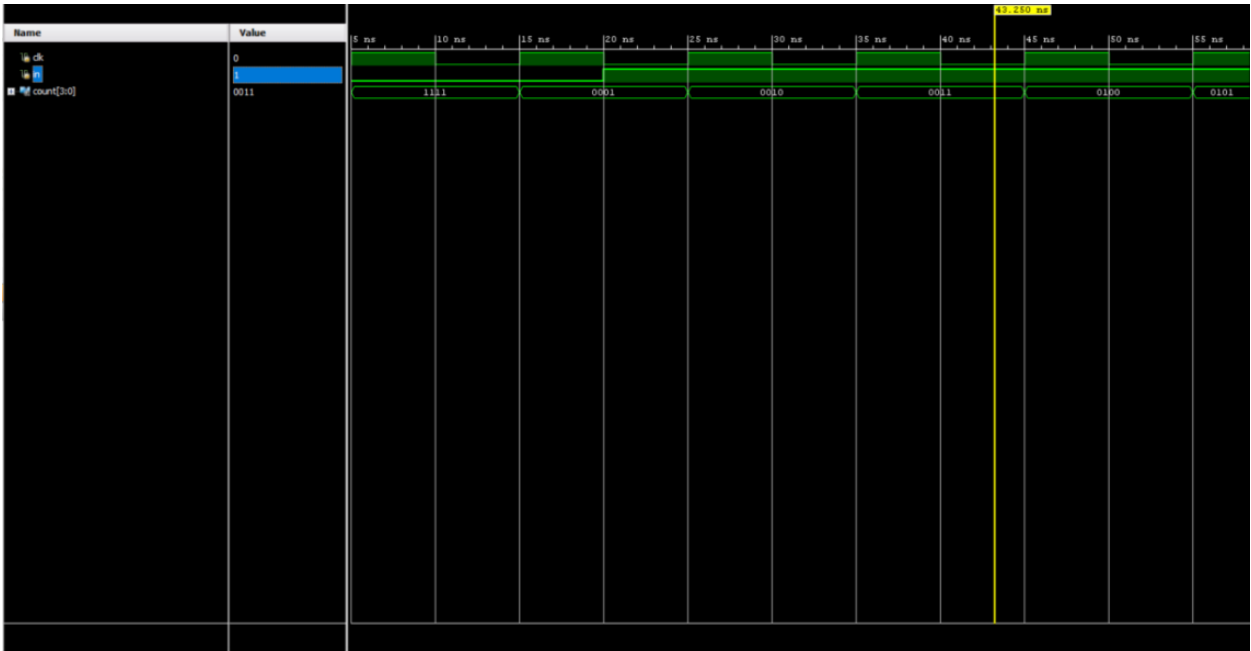 43.250 ns
Name Value
5 ns 10 ns 15 ns 20 ns 25 ns 30 ns 35 ns 40 ns 45 ns 50 ns 55 ns
clk 0
in 1
count[3:0] 0011 1111 0001 0010 0011 0100 0101